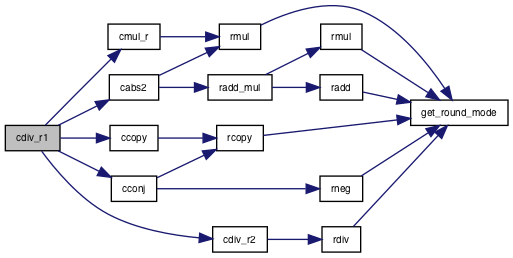 cmul_r
rmul
rmul
cabs2
radd_mul
radd
get_round_mode
cdiv_r1
ccopy
rcopy
cconj
rneg
cdiv_r2
rdiv